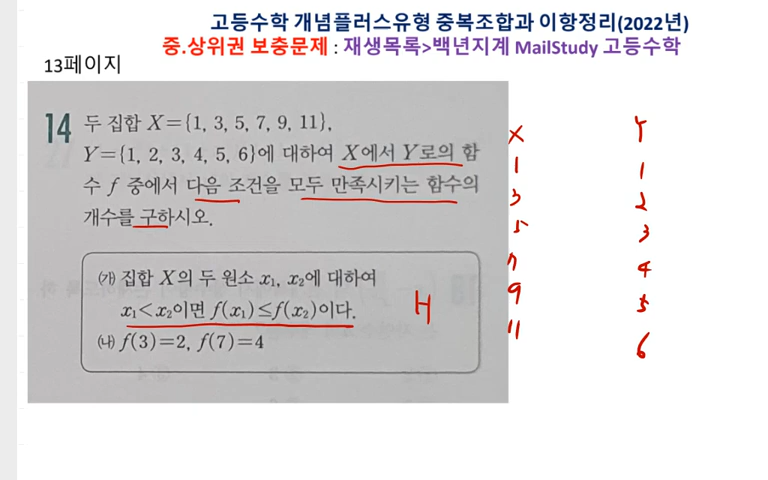 고등수학 개념플러스유형 중복조합과 이항정리(2022년)
중.상위권 보충문제 : 재생목록>백년지계 MailStudy 고등수학
13페이지
14 두 집합 X={1, 3, 5, 7, 9, 11},
Y={1, 2, 3, 4, 5, 6}에 대하여 X에서 Y로의 함
수 f 중에서 다음 조건을 모두 만족시키는 함수의
개수를 구하시오.
㈎ 집합 X의 두 원소 x₁, x₂에 대하여
x₁<x₂이면 f(x₁)≤f(x₂)이다.
H
㈏ f(3)=2, f(7)=4
X Y
1 1
3 2
5 3
7 4
9 5
11 6